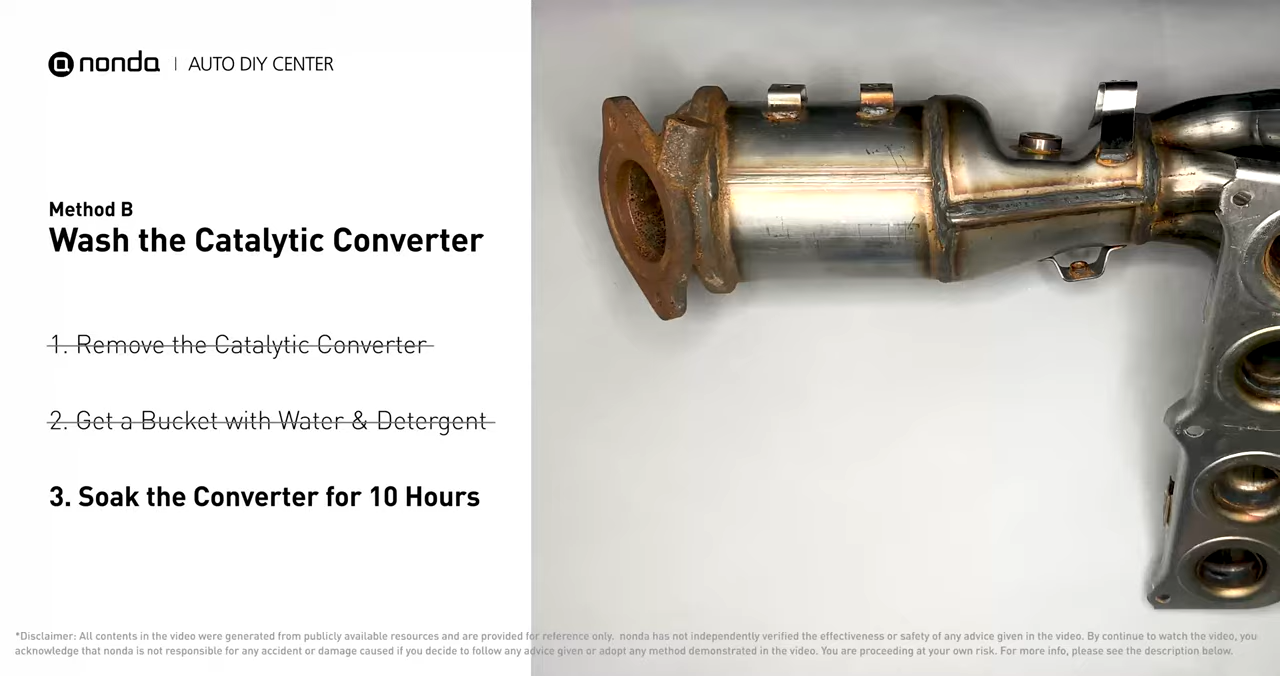 nonda | AUTO DIY CENTER
Method B
Wash the Catalytic Converter
1. Remove the Catalytic Converter
2. Get a Bucket with Water & Detergent
3. Soak the Converter for 10 Hours
*Disclaimer: All contents in the video were generated from publicly available resources and are provided for reference only. nonda has not independently verified the effectiveness or safety of any advice given in the video. By continue to watch the video, you
acknowledge that nonda is not responsible for any accident or damage caused if you decide to follow any advice given or adopt any method demonstrated in the video. You are proceeding at your own risk. For more info, please see the description below.